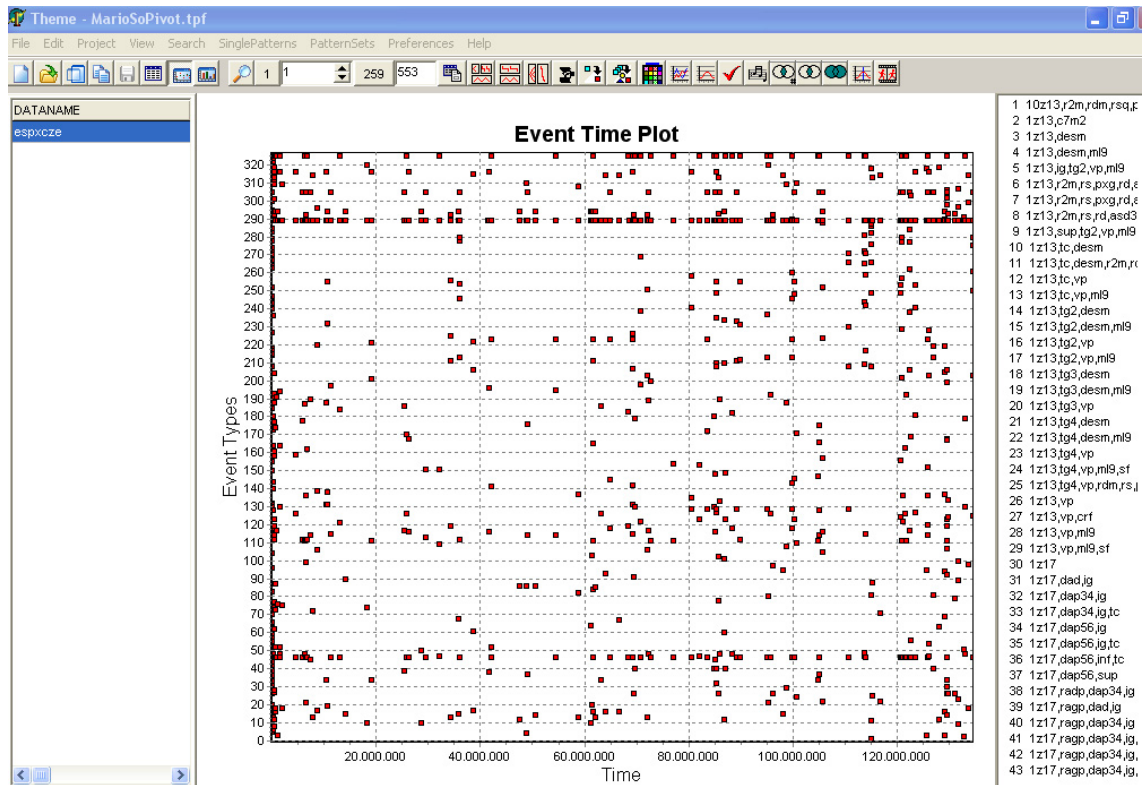 Theme - MarioSoPivot.tpf
File Edit Project View Search SinglePatterns PatternSets Preferences Help
1 1 259 553
DATANAME
espxcze
Event Time Plot
Event Types
320
310
300
290
280
270
260
250
240
230
220
210
200
190
180
170
160
150
140
130
120
110
100
90
80
70
60
50
40
30
20
10
0
20.000.000 40.000.000 60.000.000 80.000.000 100.000.000 120.000.000
Time
1 10z13,r2m,rdm,rsq,p
2 1z13,c7m2
3 1z13,desm
4 1z13,desm,ml9
5 1z13,ig,tg2,vp,ml9
6 1z13,r2m,rs,pxg,rd,a
7 1z13,r2m,rs,pxg,rd,a
8 1z13,r2m,rs,rd,asd3
9 1z13,sup,tg2,vp,ml9
10 1z13,tc,desm
11 1z13,tc,desm,r2m,rd
12 1z13,tc,vp
13 1z13,tc,vp,ml9
14 1z13,tg2,desm
15 1z13,tg2,desm,ml9
16 1z13,tg2,vp
17 1z13,tg2,vp,ml9
18 1z13,tg3,desm
19 1z13,tg3,desm,ml9
20 1z13,tg3,vp
21 1z13,tg4,desm
22 1z13,tg4,desm,ml9
23 1z13,tg4,vp
24 1z13,tg4,vp,ml9,sf
25 1z13,tg4,vp,rdm,rs,
26 1z13,vp
27 1z13,vp,crf
28 1z13,vp,ml9
29 1z13,vp,ml9,sf
30 1z17
31 1z17,dad,ig
32 1z17,dap34,ig
33 1z17,dap34,ig,tc
34 1z17,dap56,ig
35 1z17,dap56,ig,tc
36 1z17,dap56,inf,tc
37 1z17,dap56,sup
38 1z17,radp,dap34,ig
39 1z17,ragp,dad,ig
40 1z17,ragp,dap34,ig
41 1z17,ragp,dap34,ig,
42 1z17,ragp,dap34,ig,
43 1z17,ragp,dap34,ig,